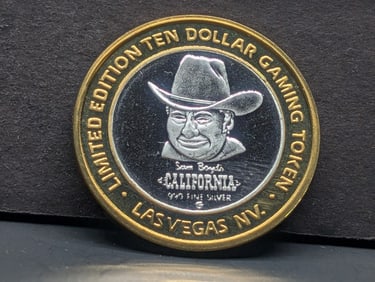 LIMITED EDITION TEN DOLLAR GAMING TOKEN
Sam Boyd's
CALIFORNIA
.999 FINE SILVER
• LAS VEGAS NV. •